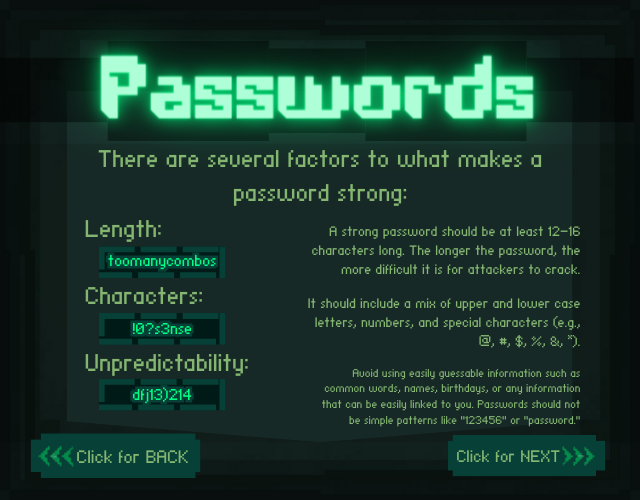 Passwords
There are several factors to what makes a
password strong:
Length:
toomanycombos
A strong password should be at least 12-16
characters long. The longer the password, the
more difficult it is for attackers to crack.
Characters:
!0?s3nse
It should include a mix of upper and lower case
letters, numbers, and special characters (e.g.,
@, #, $, %, &, *).
Unpredictability:
dfj13)214
Avoid using easily guessable information such as
common words, names, birthdays, or any information
that can be easily linked to you. Passwords should not
be simple patterns like "123456" or "password."
Click for BACK
Click for NEXT